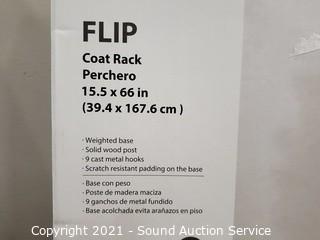 FLIP
Coat Rack
Perchero
15.5 x 66 in
(39.4 x 167.6 cm )
· Weighted base
· Solid wood post
· 9 cast metal hooks
· Scratch resistant padding on the base
· Base con peso
· Poste de madera maciza
· 9 ganchos de metal fundido
· Base acolchada evita arañazos en piso
Copyright 2021 - Sound Auction Service